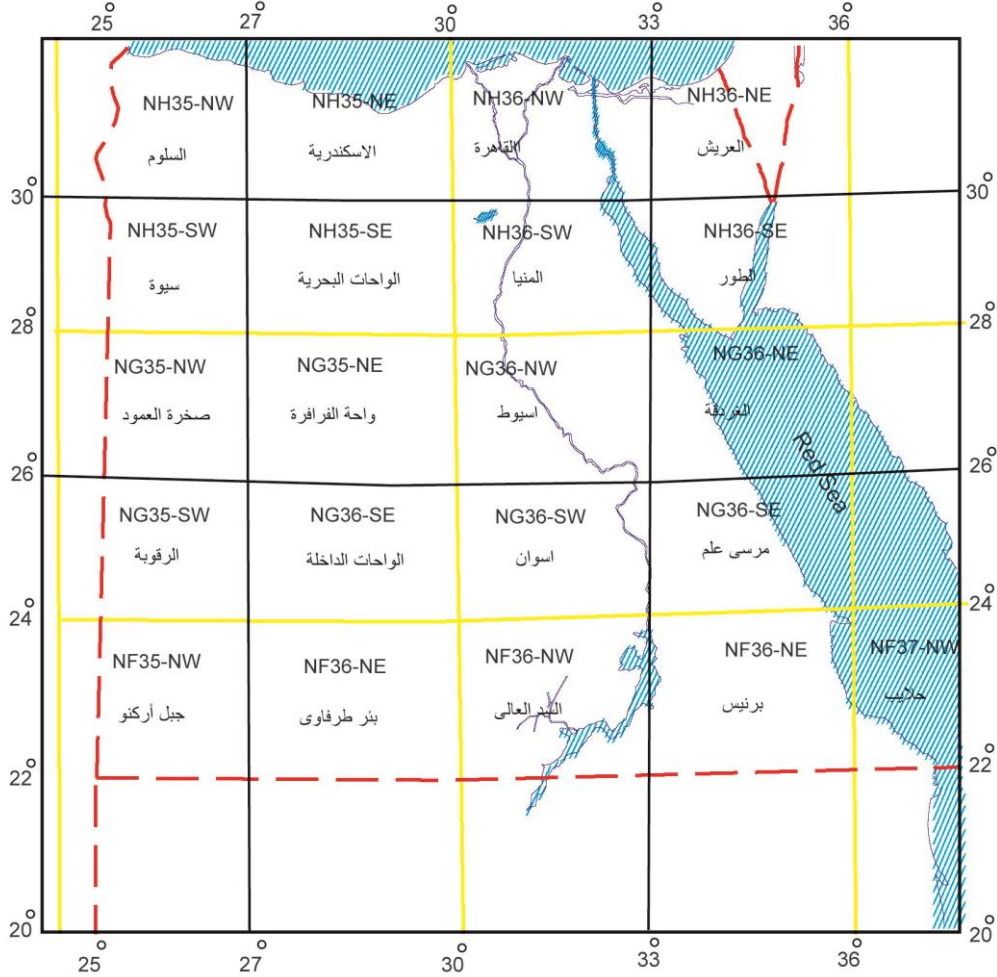 25° 27° 30° 33° 36°
NH35-NW NH35-NE NH36-NW NH36-NE
السلوم الاسكندرية القاهرة العريش
30° 30°
NH35-SW NH35-SE NH36-SW NH36-SE
سيوة الواحات البحرية المنيا الطور
28° 28°
NG35-NW NG35-NE NG36-NW NG36-NE
صخرة العمود واحة الفرافرة اسيوط الغردقة
Red Sea
26° 26°
NG35-SW NG36-SE NG36-SW NG36-SE
الرقوبة الواحات الداخلة اسوان مرسى علم
24° 24°
NF35-NW NF36-NE NF36-NW NF36-NE NF37-NW
جبل أركنو بئر طرفاوى السد العالى برنيس حلايب
22° 22°
20° 20°
25° 27° 30° 33° 36°